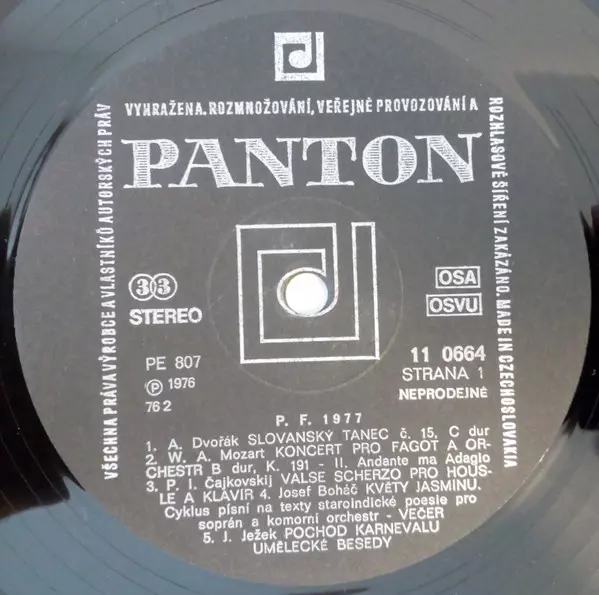 VŠECHNA PRÁVA VÝROBCE A VLASTNÍKŮ AUTORSKÝCH PRÁV
VYHRAŽENA. ROZMNOŽOVÁNÍ, VEŘEJNÉ PROVOZOVÁNÍ A
ROZHLASOVÉ ŠÍŘENÍ ZAKÁZÁNO. MADE IN CZECHOSLOVAKIA
PANTON
33
STEREO
OSA
OSVU
PE 807
℗ 1976
76 2
11 0664
STRANA 1
NEPRODEJNÉ
P. F. 1977
1. A. Dvořák SLOVANSKÝ TANEC č. 15, C dur
2. W. A. Mozart KONCERT PRO FAGOT A OR-
CHESTR B dur, K. 191 - II. Andante ma Adagio
3. P. I. Čajkovskij VALSE SCHERZO PRO HOUS-
LE A KLAVÍR 4. Josef Boháč KVĚTY JASMÍNU.
Cyklus písní na texty staroindické poesie pro
soprán a komorní orchestr - VEČER
5. J. Ježek POCHOD KARNEVALU
UMĚLECKÉ BESEDY